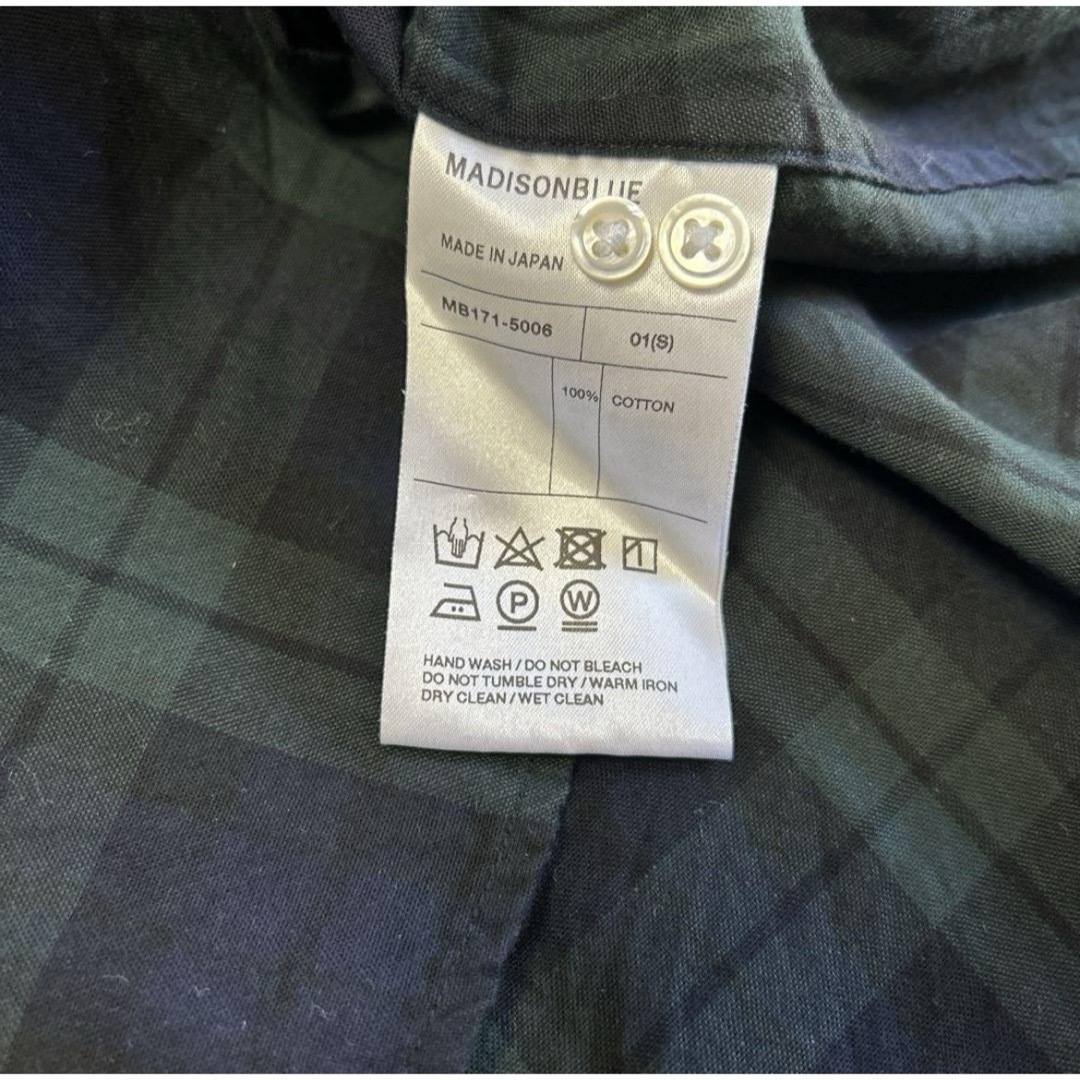 MADISONBLUE
MADE IN JAPAN
MB171-5006 01(S)
100% COTTON
P W
HAND WASH / DO NOT BLEACH
DO NOT TUMBLE DRY / WARM IRON
DRY CLEAN / WET CLEAN